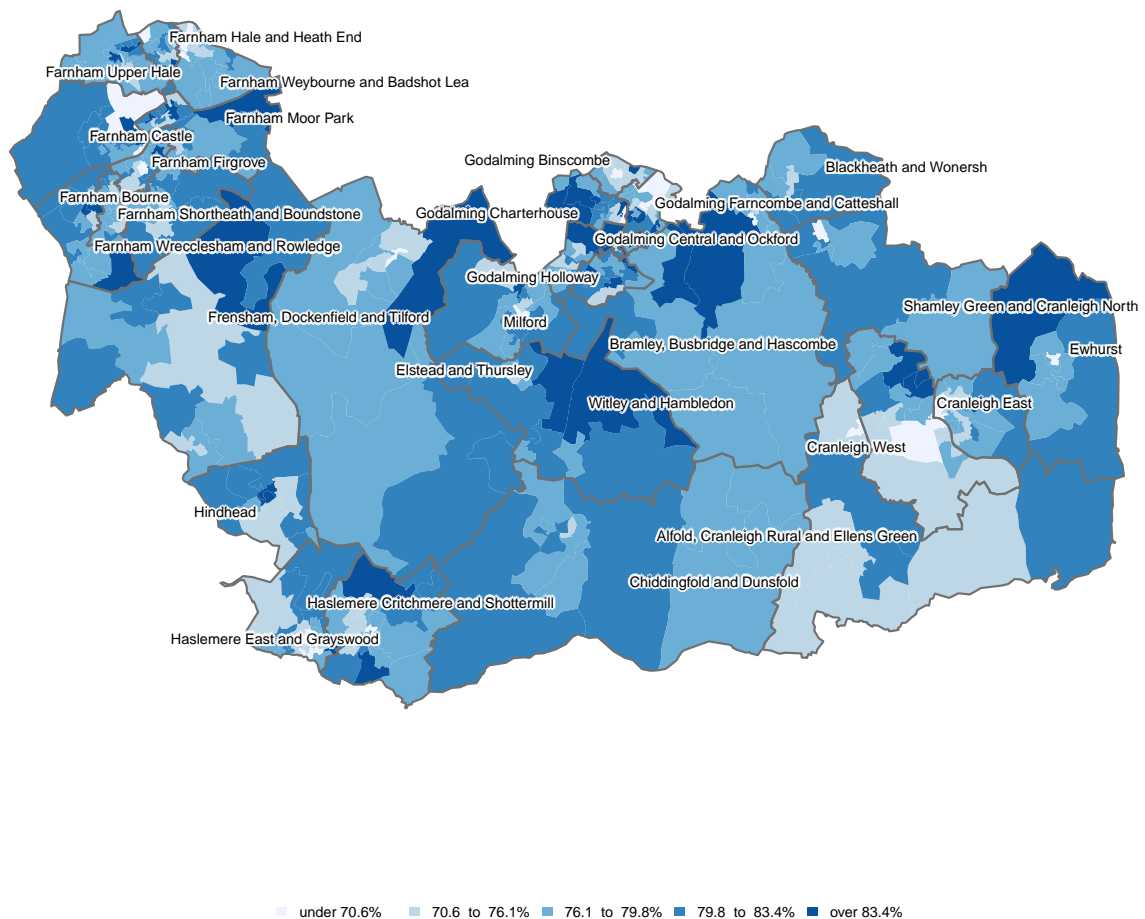 Farnham Hale and Heath End
Farnham Upper Hale
Farnham Weybourne and Badshot Lea
Farnham Moor Park
Farnham Castle
Farnham Firgrove
Godalming Binscombe
Blackheath and Wonersh
Farnham Bourne
Farnham Shortheath and Boundstone
Godalming Charterhouse
Godalming Farncombe and Catteshall
Farnham Wrecclesham and Rowledge
Godalming Central and Ockford
Godalming Holloway
Shamley Green and Cranleigh North
Frensham, Dockenfield and Tilford
Milford
Bramley, Busbridge and Hascombe
Ewhurst
Elstead and Thursley
Witley and Hambledon
Cranleigh East
Cranleigh West
Hindhead
Alfold, Cranleigh Rural and Ellens Green
Chiddingfold and Dunsfold
Haslemere Critchmere and Shottermill
Haslemere East and Grayswood
under 70.6% 70.6 to 76.1% 76.1 to 79.8% 79.8 to 83.4% over 83.4%